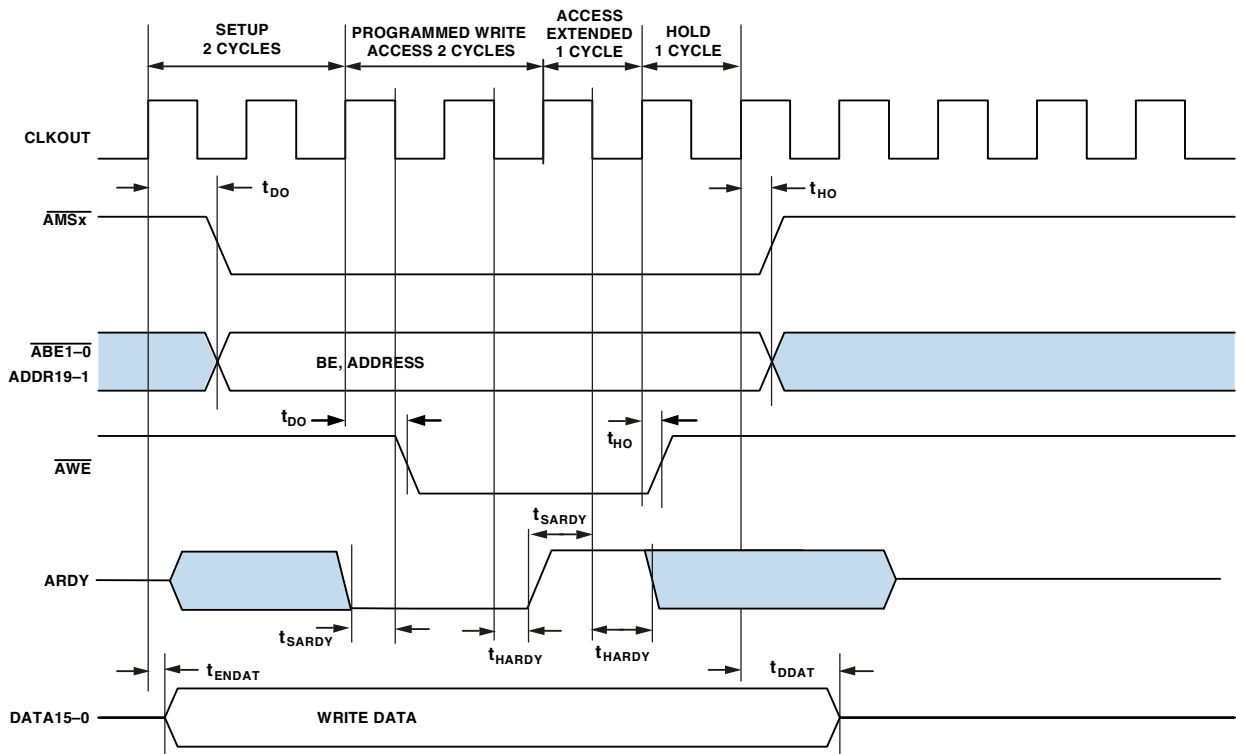 SETUP
2 CYCLES
PROGRAMMED WRITE
ACCESS 2 CYCLES
ACCESS
EXTENDED
1 CYCLE
HOLD
1 CYCLE
CLKOUT
tDO
tHO
AMSx
ABE1–0
ADDR19–1
BE, ADDRESS
tDO
tHO
AWE
tSARDY
ARDY
tSARDY
tHARDY
tHARDY
tENDAT
tDDAT
DATA15–0
WRITE DATA